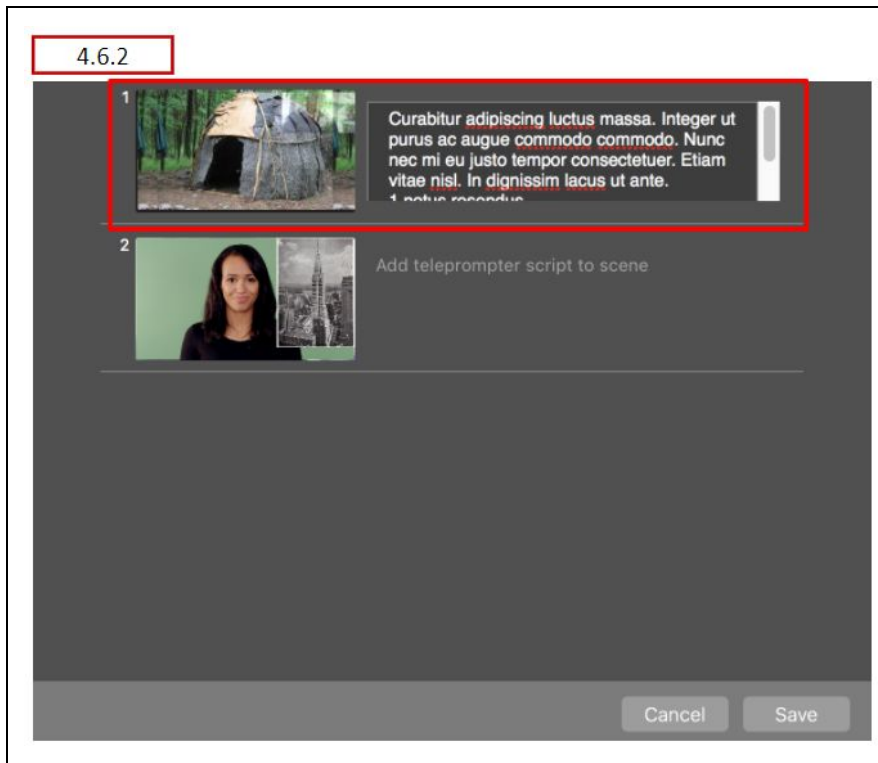 4.6.2
1
Curabitur adipiscing luctus massa. Integer ut
purus ac augue commodo commodo. Nunc
nec mi eu justo tempor consectetuer. Etiam
vitae nisl. In dignissim lacus ut ante.
1 netus
2
Add teleprompter script to scene
Cancel
Save